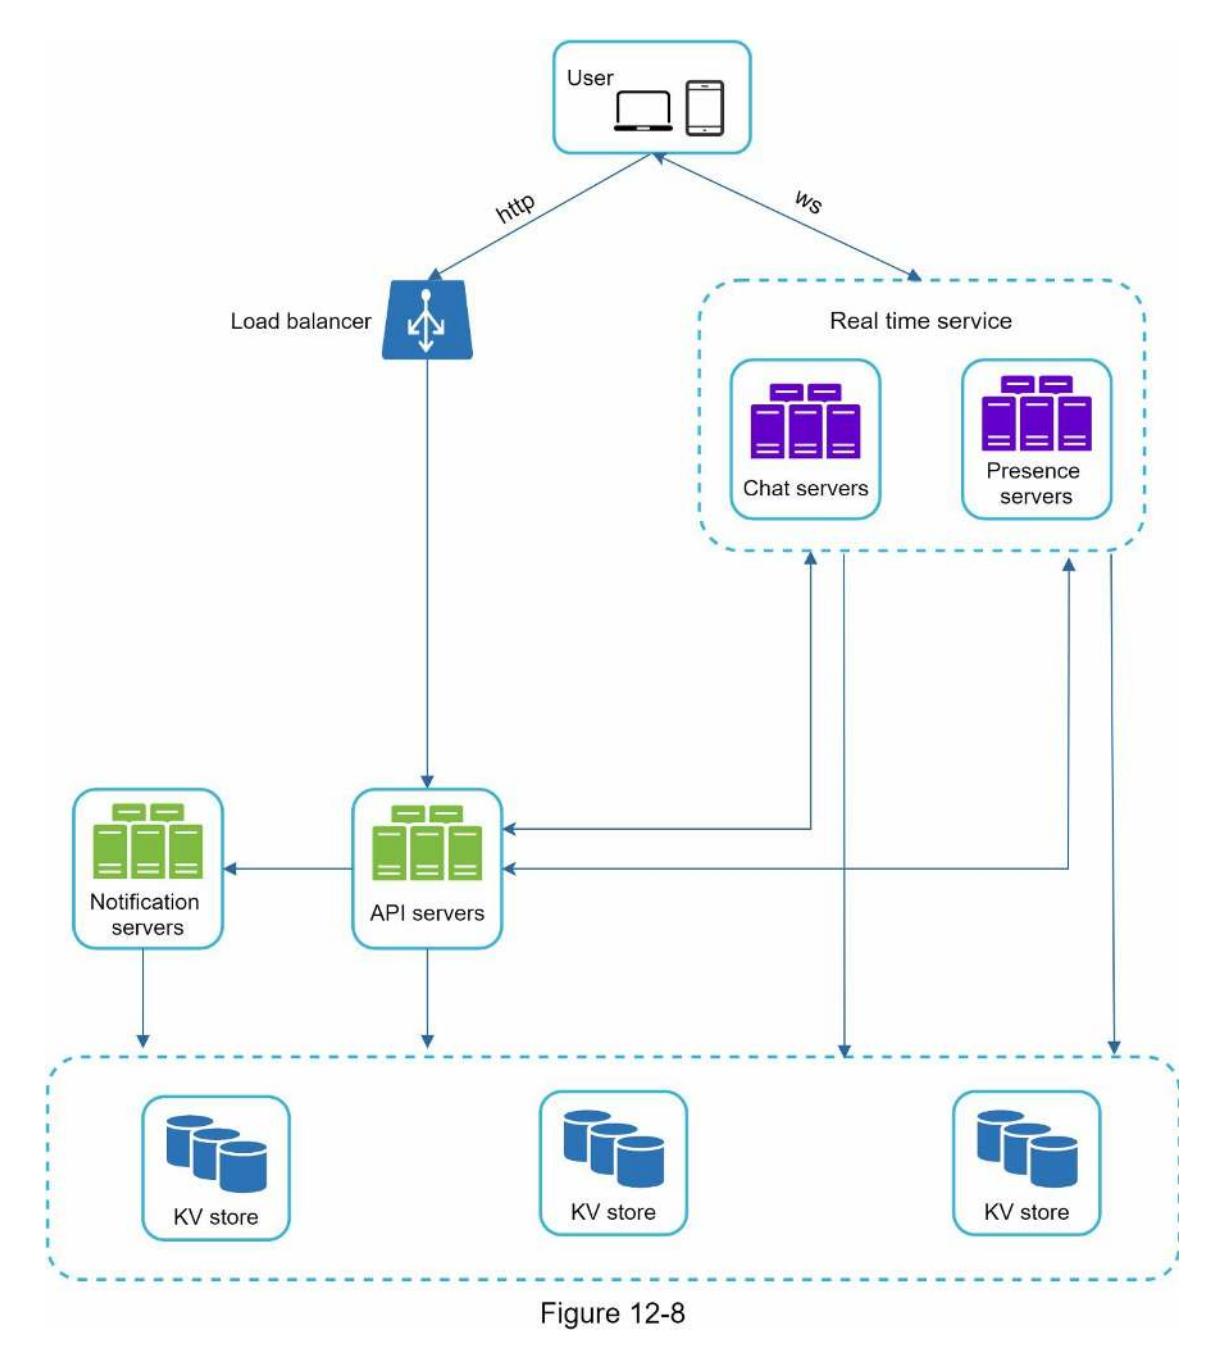 User
http
ws
Load balancer
Real time service
Chat servers
Presence
servers
Notification
servers
API servers
KV store
KV store
KV store
Figure 12-8